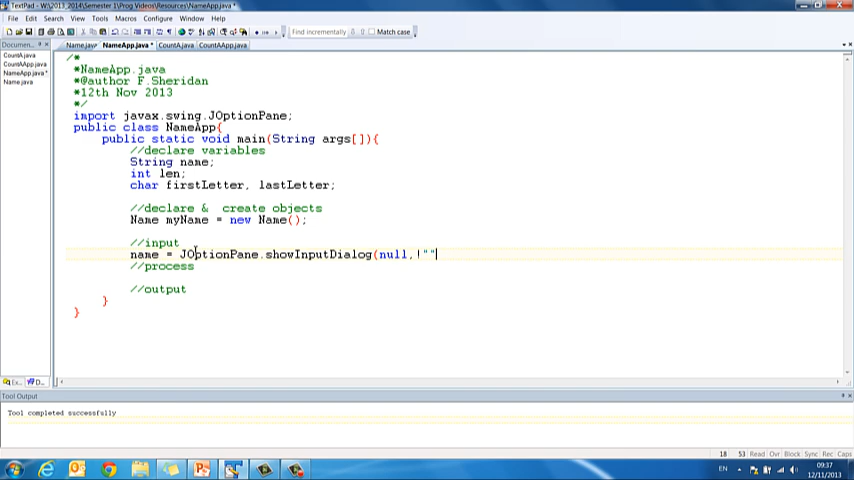 TextPad - W:\2013_2014\Semester 1\Prog Videos\Resources\NameApp.java *
File Edit Search View Tools Macros Configure Window Help
Find incrementally Match case
Documen...
CountA.java
CountAApp.java
NameApp.java *
Name.java
Name.java NameApp.java * CountA.java CountAApp.java
/*
*NameApp.java
*@author F.Sheridan
*12th Nov 2013
*/
import javax.swing.JOptionPane;
public class NameApp{
public static void main(String args[]){
//declare variables
String name;
int len;
char firstLetter, lastLetter;
//declare & create objects
Name myName = new Name();
//input
name = JOptionPane.showInputDialog(null,!""
//process
//output
}
}
Ex... D...
Tool Output
Tool completed successfully
18 53 Read Ovr Block Sync Rec Caps
EN
09:37
12/11/2013